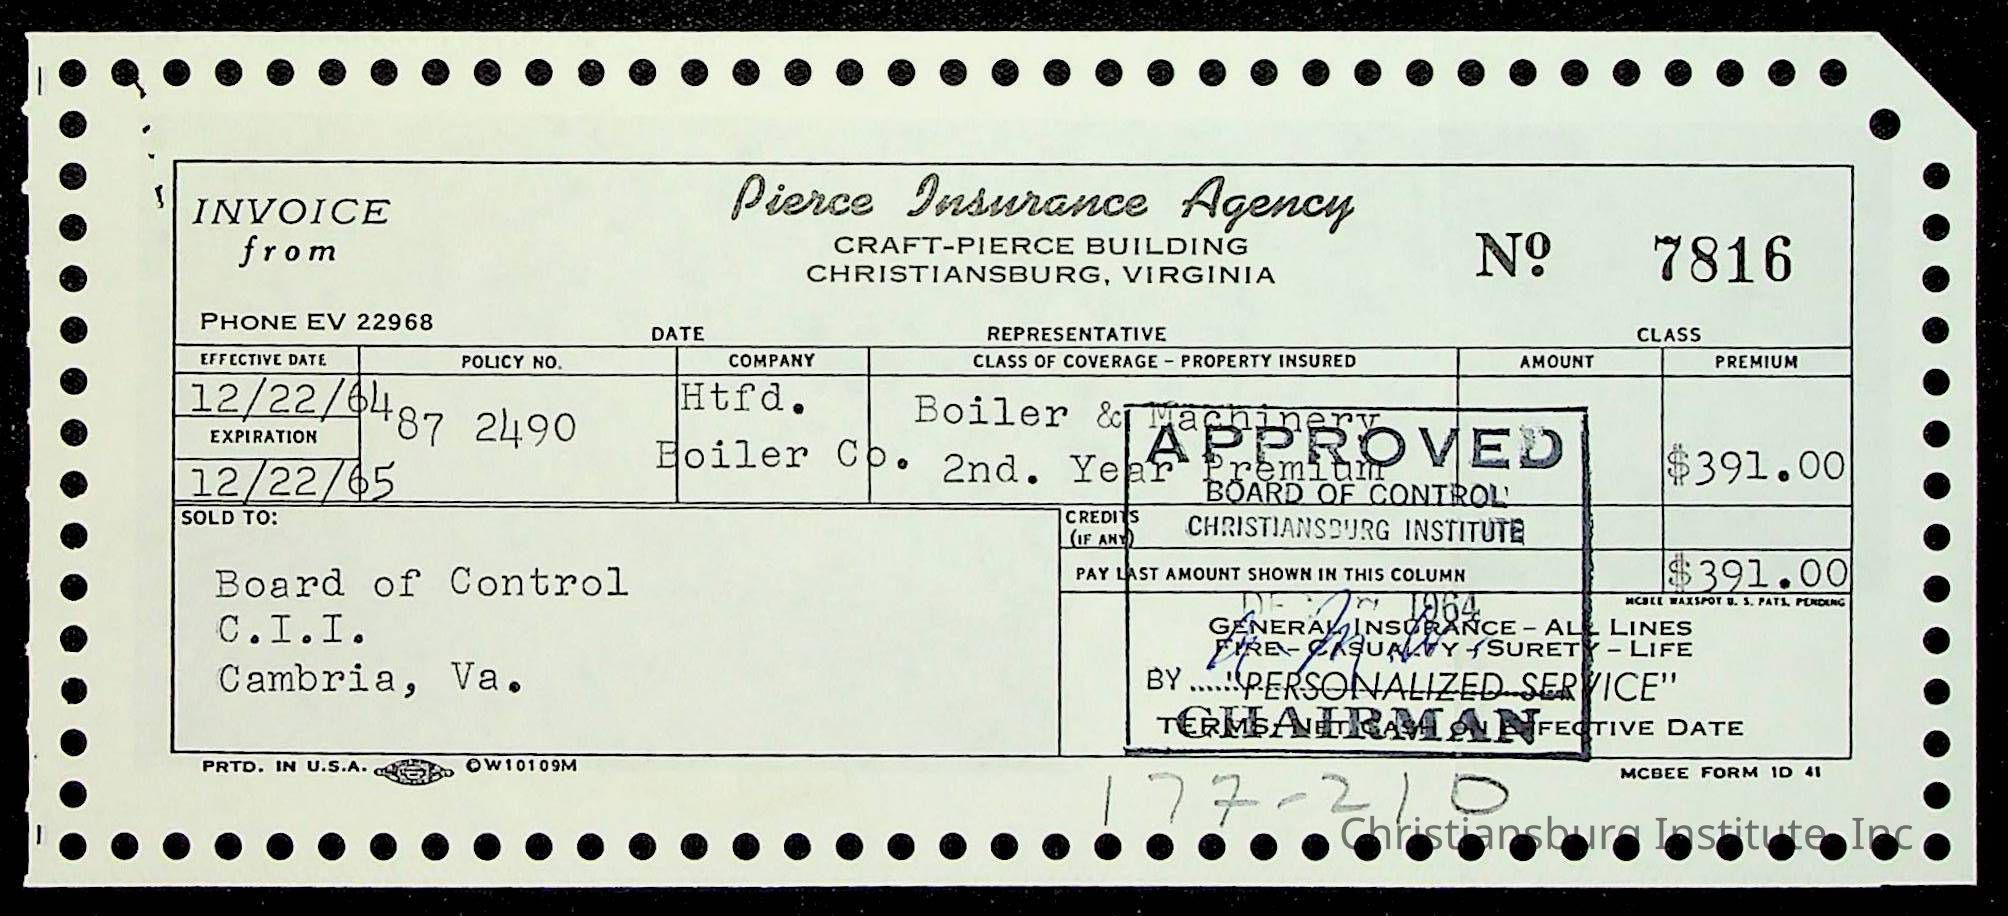 INVOICE
from
Pierce Insurance Agency
CRAFT-PIERCE BUILDING
CHRISTIANSBURG, VIRGINIA
Nº 7816
PHONE EV 22968
DATE REPRESENTATIVE CLASS
EFFECTIVE DATE POLICY NO. COMPANY CLASS OF COVERAGE – PROPERTY INSURED AMOUNT PREMIUM
12/22/64 87 2490 Htfd. Boiler & Machinery
EXPIRATION
Boiler Co. 2nd. Year Premium $391.00
12/22/65
APPROVED
BOARD OF CONTROL
CHRISTIANSBURG INSTITUTE
1964
BY ......
CHAIRMAN
SOLD TO:
Board of Control
C.I.I.
Cambria, Va.
CREDITS
(IF ANY)
PAY LAST AMOUNT SHOWN IN THIS COLUMN $391.00
MCBEE WAXSPOT U. S. PATS. PENDING
GENERAL INSURANCE – ALL LINES
FIRE – CASUALTY – SURETY – LIFE
"PERSONALIZED SERVICE"
TERMS: NET CASH ON EFFECTIVE DATE
PRTD. IN U.S.A. ©W10109M
MCBEE FORM 1D 41
177-210
Christiansburg Institute, Inc